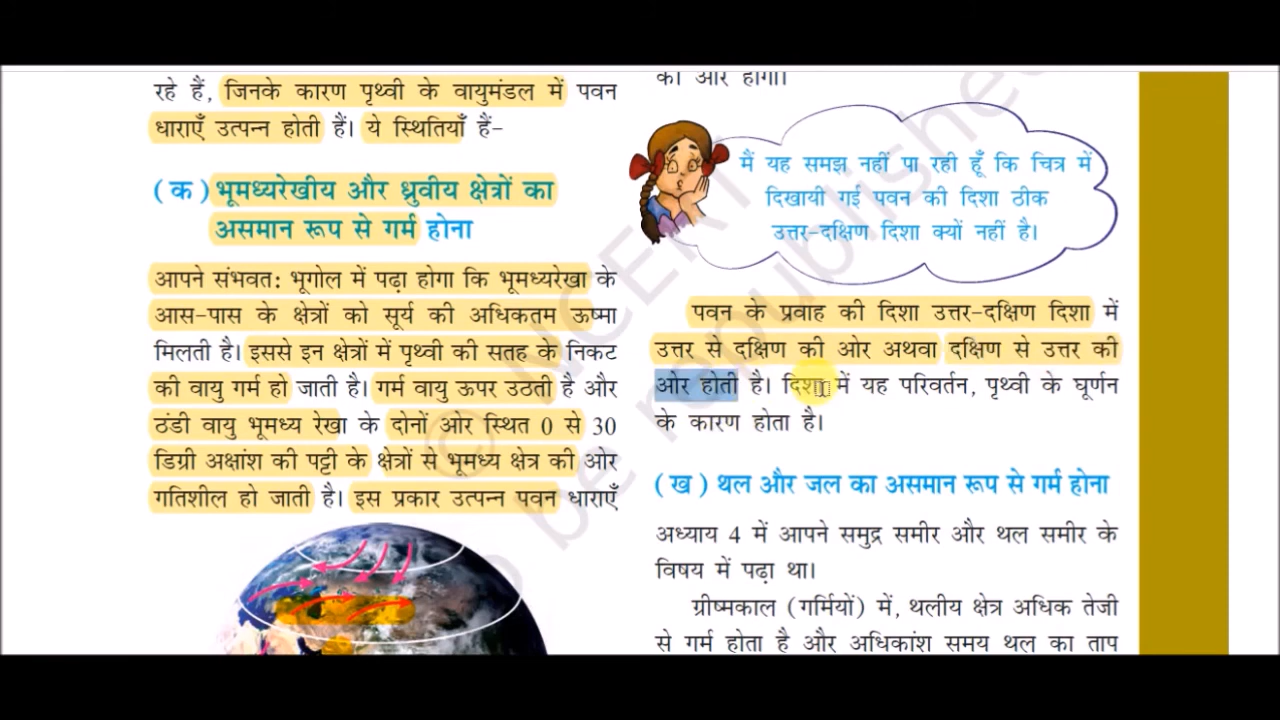 रहे हैं, जिनके कारण पृथ्वी के वायुमंडल में पवन
धाराएँ उत्पन्न होती हैं। ये स्थितियाँ हैं-
(क) भूमध्यरेखीय और ध्रुवीय क्षेत्रों का
असमान रूप से गर्म होना
आपने संभवत: भूगोल में पढ़ा होगा कि भूमध्यरेखा के
आस-पास के क्षेत्रों को सूर्य की अधिकतम ऊष्मा
मिलती है। इससे इन क्षेत्रों में पृथ्वी की सतह के निकट
की वायु गर्म हो जाती है। गर्म वायु ऊपर उठती है और
ठंडी वायु भूमध्य रेखा के दोनों ओर स्थित 0 से 30
डिग्री अक्षांश की पट्टी के क्षेत्रों से भूमध्य क्षेत्र की ओर
गतिशील हो जाती है। इस प्रकार उत्पन्न पवन धाराएँ
की ओर होगी।
मैं यह समझ नहीं पा रही हूँ कि चित्र में
दिखायी गई पवन की दिशा ठीक
उत्तर-दक्षिण दिशा क्यों नहीं है।
पवन के प्रवाह की दिशा उत्तर-दक्षिण दिशा में
उत्तर से दक्षिण की ओर अथवा दक्षिण से उत्तर की
ओर होती है। दिशा में यह परिवर्तन, पृथ्वी के घूर्णन
के कारण होता है।
(ख) थल और जल का असमान रूप से गर्म होना
अध्याय 4 में आपने समुद्र समीर और थल समीर के
विषय में पढ़ा था।
ग्रीष्मकाल (गर्मियों) में, थलीय क्षेत्र अधिक तेजी
से गर्म होता है और अधिकांश समय थल का ताप
© NCERT
be republished